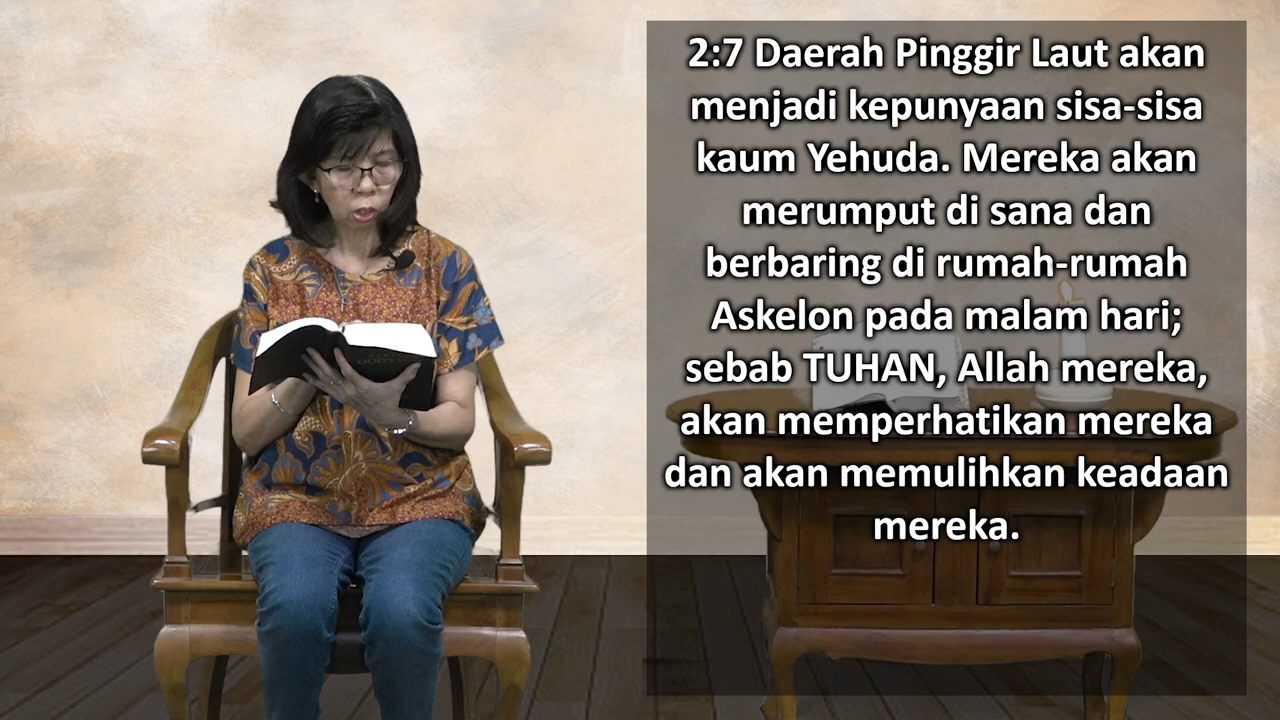 2:7 Daerah Pinggir Laut akan
menjadi kepunyaan sisa-sisa
kaum Yehuda. Mereka akan
merumput di sana dan
berbaring di rumah-rumah
Askelon pada malam hari;
sebab TUHAN, Allah mereka,
akan memperhatikan mereka
dan akan memulihkan keadaan
mereka.